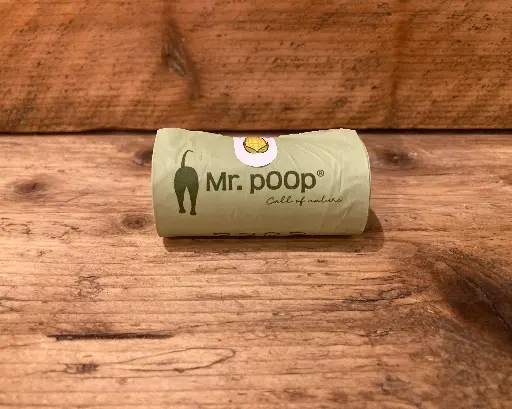 Mr. pOOp®
Call of nature